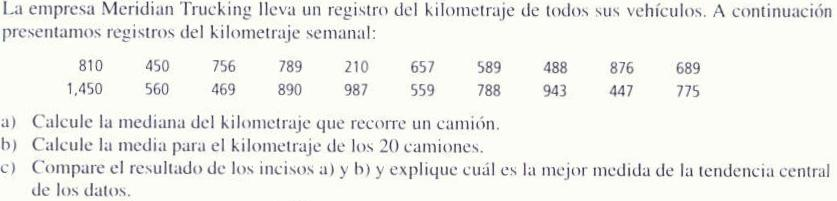 La empresa Meridian Trucking lleva un registro del kilometraje de todos sus vehículos. A continuación
presentamos registros del kilometraje semanal:
810 450 756 789 210 657 589 488 876 689
1,450 560 469 890 987 559 788 943 447 775
a) Calcule la mediana del kilometraje que recorre un camión.
b) Calcule la media para el kilometraje de los 20 camiones.
c) Compare el resultado de los incisos a) y b) y explique cuál es la mejor medida de la tendencia central
de los datos.